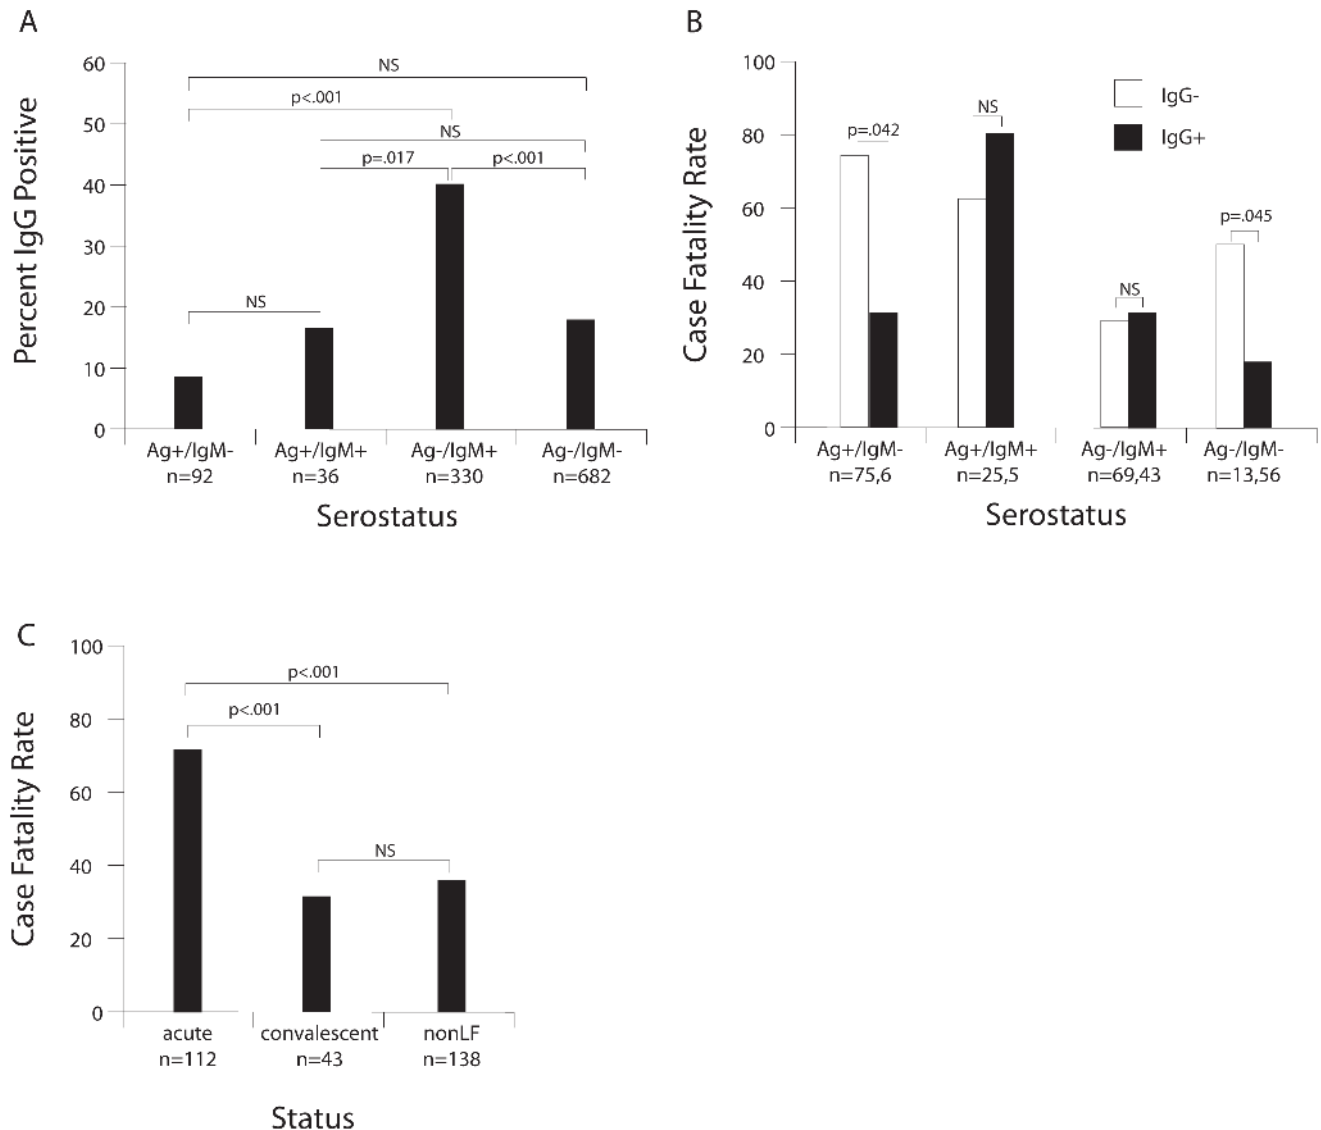 A
Percent IgG Positive
60
50
40
30
20
10
0
NS
p<.001
NS
p=.017
p<.001
NS
Ag+/IgM-
n=92
Ag+/IgM+
n=36
Ag-/IgM+
n=330
Ag-/IgM-
n=682
Serostatus
B
Case Fatality Rate
100
80
60
40
20
0
IgG-
IgG+
p=.042
NS
NS
p=.045
Ag+/IgM-
n=75,6
Ag+/IgM+
n=25,5
Ag-/IgM+
n=69,43
Ag-/IgM-
n=13,56
Serostatus
C
Case Fatality Rate
100
80
60
40
20
0
p<.001
p<.001
NS
acute
n=112
convalescent
n=43
nonLF
n=138
Status